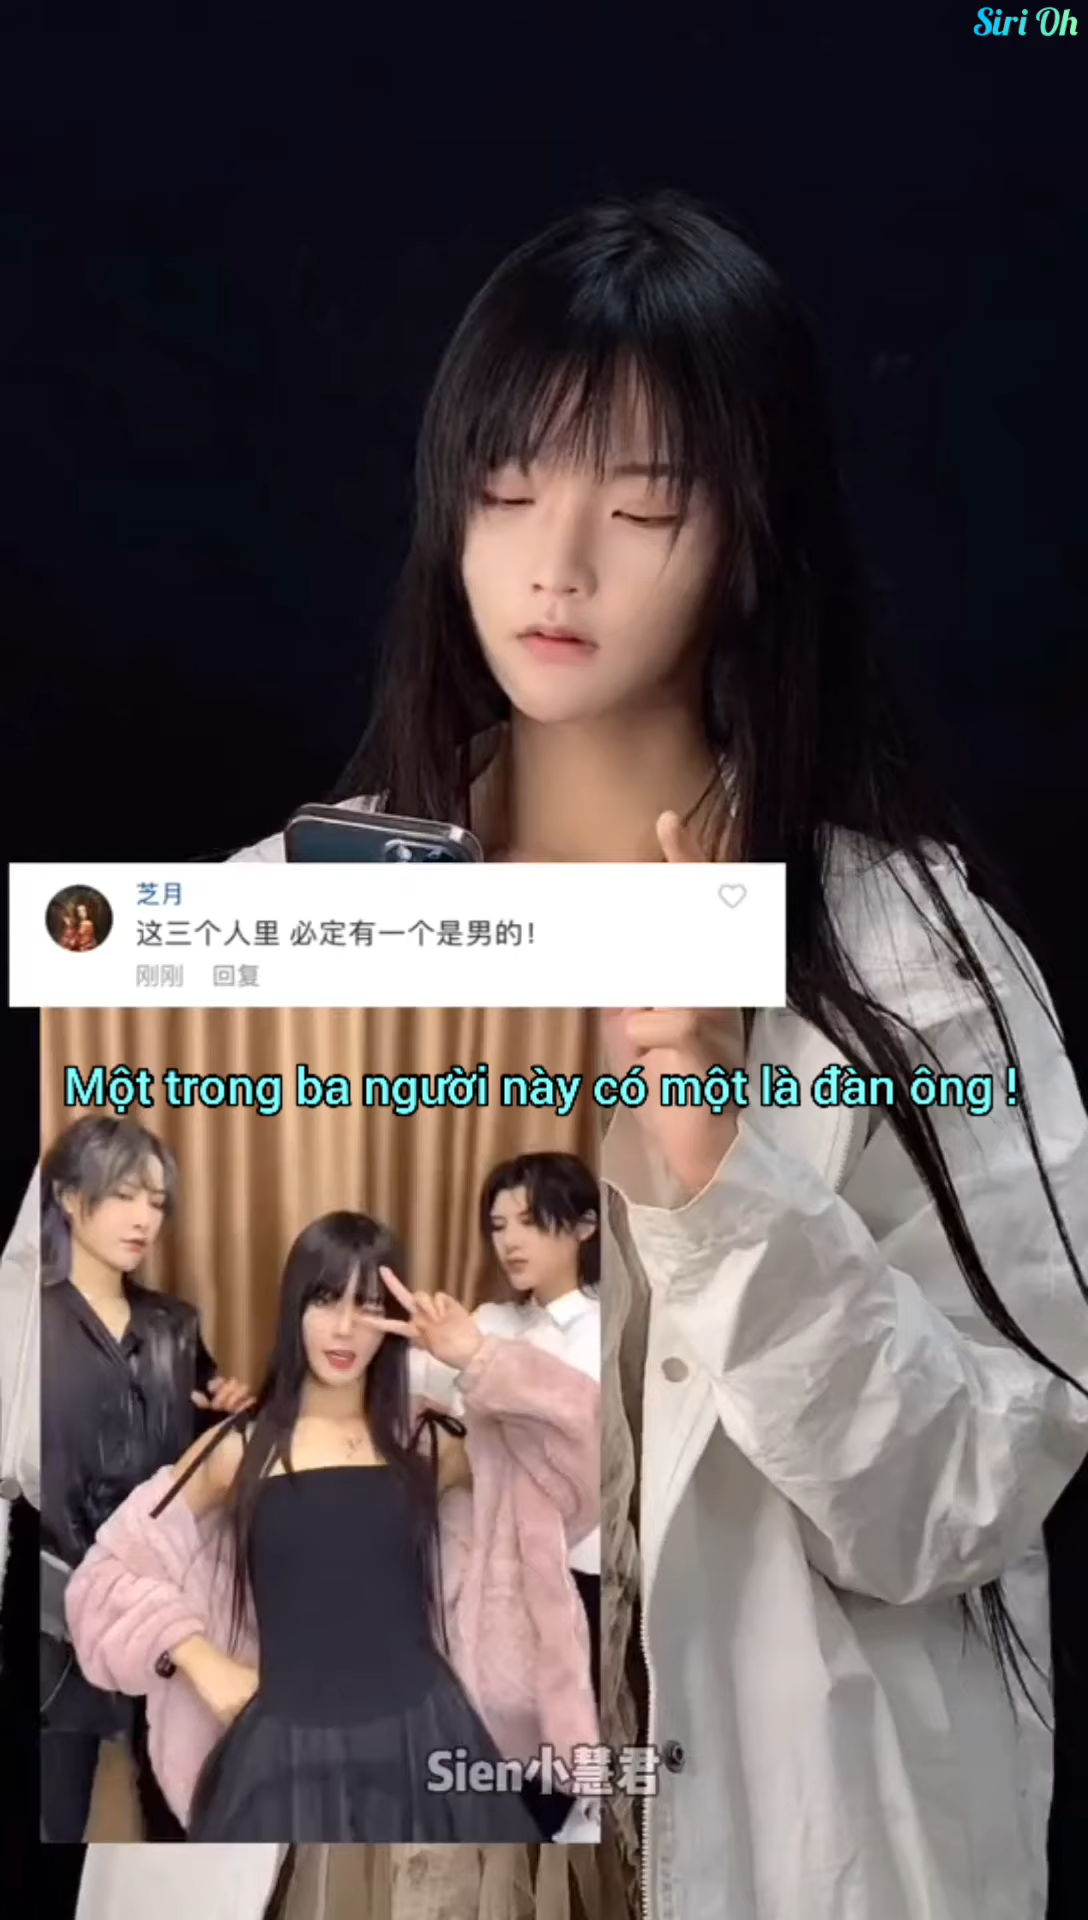 Siri Oh
芝月
这三个人里 必定有一个是男的!
刚刚 回复
Một trong ba người này có một là đàn ông !
Sien小慧君